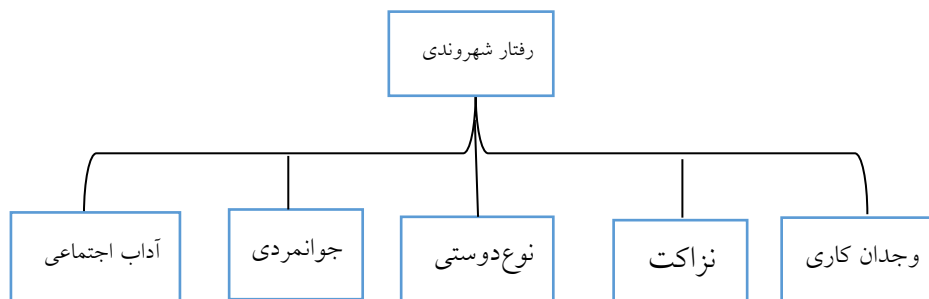 رفتار شهروندی
وجدان کاری
نزاکت
نوع‌دوستی
جوانمردی
آداب اجتماعی